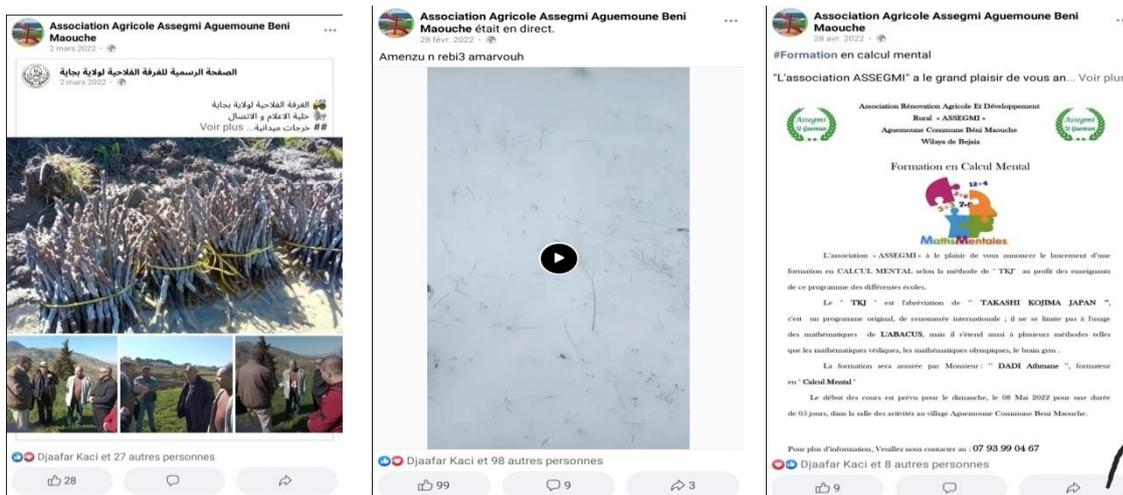 Association Agricole Assegmi Aguemoune Beni
Maouche
2 mars 2022
الصفحة الرسمية للغرفة الفلاحية لولاية بجاية
2 mars 2022
الغرفة الفلاحية لولاية بجاية
خلية الاعلام و الاتصال
## خرجات ميدانية... Voir plus
Djaafar Kaci et 27 autres personnes
28
Association Agricole Assegmi Aguemoune Beni
Maouche était en direct.
28 févr. 2022
Amenzu n rebi3 amarvouh
Djaafar Kaci et 98 autres personnes
99
9
3
Association Agricole Assegmi Aguemoune Beni
Maouche
28 avr. 2022
#Formation en calcul mental
"L'association ASSEGMI" a le grand plaisir de vous an... Voir plus
Association Rénovation Agricole Et Développement
Rural « ASSEGMI »
Aguemoune Commune Béni Maouche
Wilaya de Bejaia
Assegmi
U Gueman
Assegmi
U Gueman
Formation en Calcul Mental
12÷4
MathsMentales
L'association « ASSEGMI » à le plaisir de vous annoncer le lancement d'une
formation en CALCUL MENTAL selon la méthode de " TKJ" au profit des enseignants
de ce programme des différentes écoles.
Le " TKJ " est l'abréviation de " TAKASHI KOJIMA JAPAN ",
c'est un programme original, de renommée internationale ; il ne se limite pas à l'usage
des mathématiques de L'ABACUS, mais il s'étend aussi à plusieurs méthodes telles
que les mathématiques védiques, les mathématiques olympiques, le brain gym .
La formation sera assurée par Monsieur : " DADI Athmane ", formateur
en " Calcul Mental "
Le début des cours est prévu pour le dimanche, le 08 Mai 2022 pour une durée
de 05 jours, dans la salle des activités au village Aguemoune Commune Beni Maouche.
Pour plus d'information, Veuillez nous contacter au : 07 93 99 04 67
Djaafar Kaci et 8 autres personnes
9